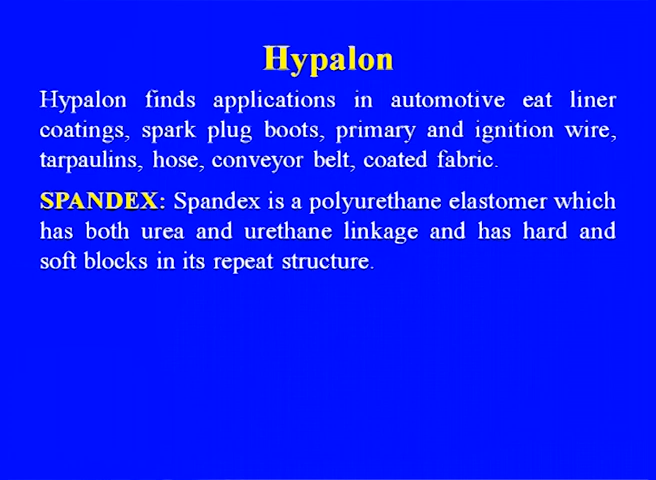 Hypalon
Hypalon finds applications in automotive eat liner
coatings, spark plug boots, primary and ignition wire,
tarpaulins, hose, conveyor belt, coated fabric.
SPANDEX: Spandex is a polyurethane elastomer which
has both urea and urethane linkage and has hard and
soft blocks in its repeat structure.